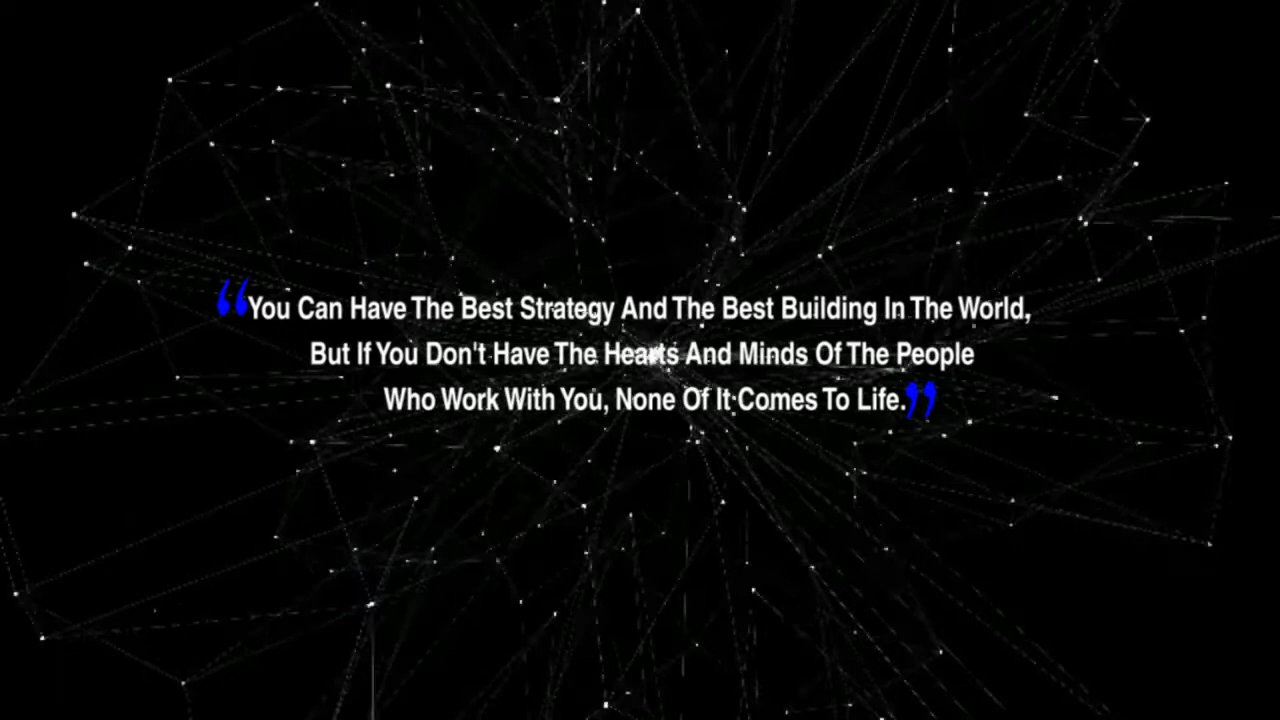 “You Can Have The Best Strategy And The Best Building In The World,
But If You Don't Have The Hearts And Minds Of The People
Who Work With You, None Of It Comes To Life.”